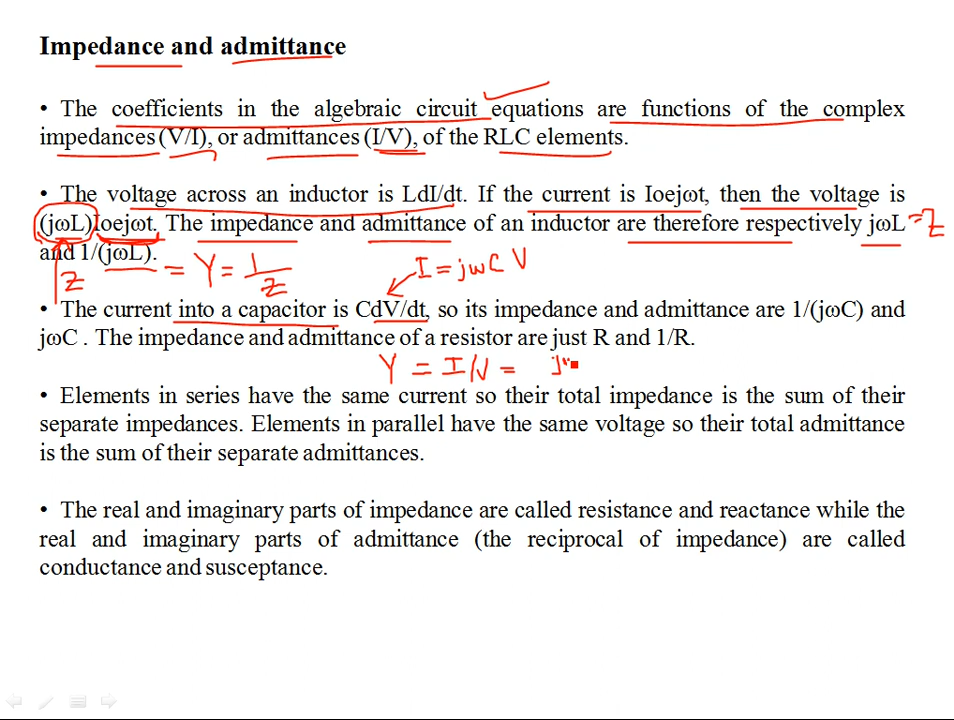 Impedance and admittance
• The coefficients in the algebraic circuit equations are functions of the complex
impedances (V/I), or admittances (I/V), of the RLC elements.
• The voltage across an inductor is LdI/dt. If the current is Ioejωt, then the voltage is
(jωL)Ioejωt. The impedance and admittance of an inductor are therefore respectively jωL = Z
and 1/(jωL). = Y = 1/Z
Z
I = jωC V
• The current into a capacitor is CdV/dt, so its impedance and admittance are 1/(jωC) and
jωC . The impedance and admittance of a resistor are just R and 1/R.
Y = I/V =
• Elements in series have the same current so their total impedance is the sum of their
separate impedances. Elements in parallel have the same voltage so their total admittance
is the sum of their separate admittances.
• The real and imaginary parts of impedance are called resistance and reactance while the
real and imaginary parts of admittance (the reciprocal of impedance) are called
conductance and susceptance.